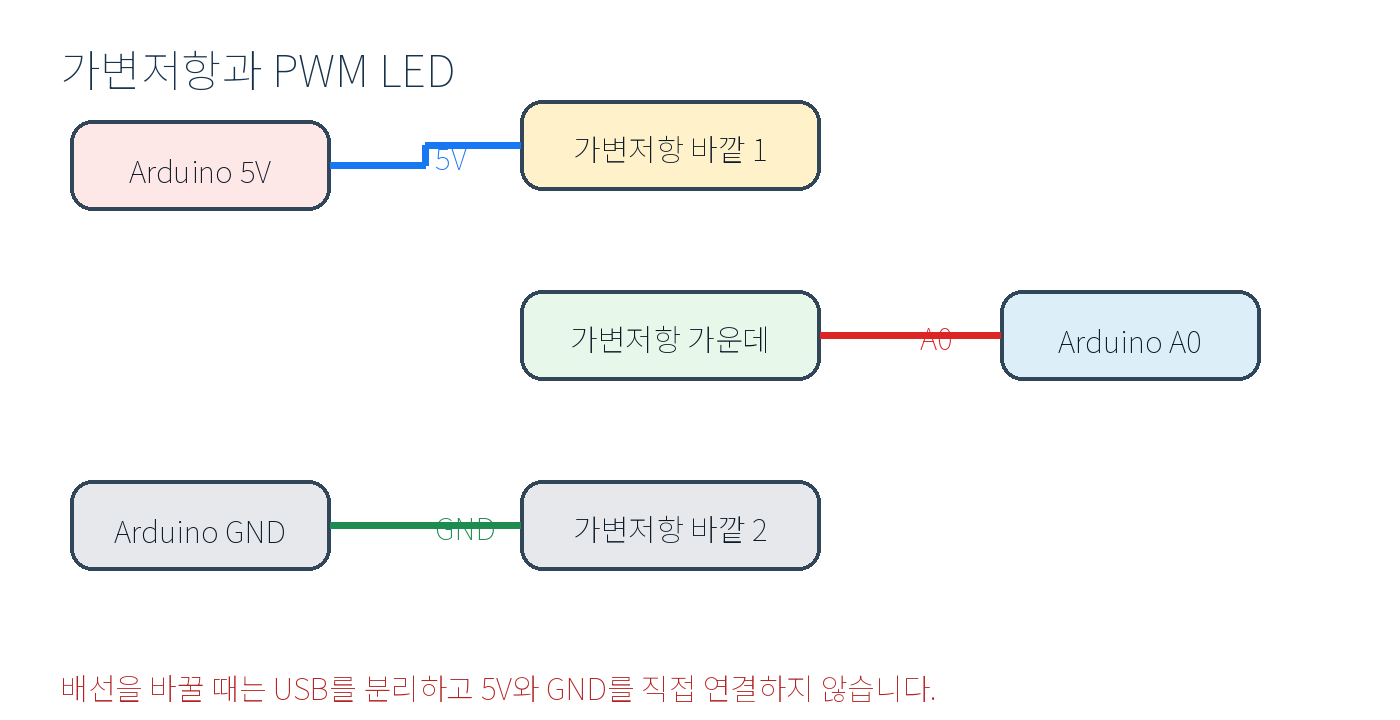 가변저항과 PWM LED
Arduino 5V
5V
가변저항 바깥 1
가변저항 가운데
A0
Arduino A0
Arduino GND
GND
가변저항 바깥 2
배선을 바꿀 때는 USB를 분리하고 5V와 GND를 직접 연결하지 않습니다.